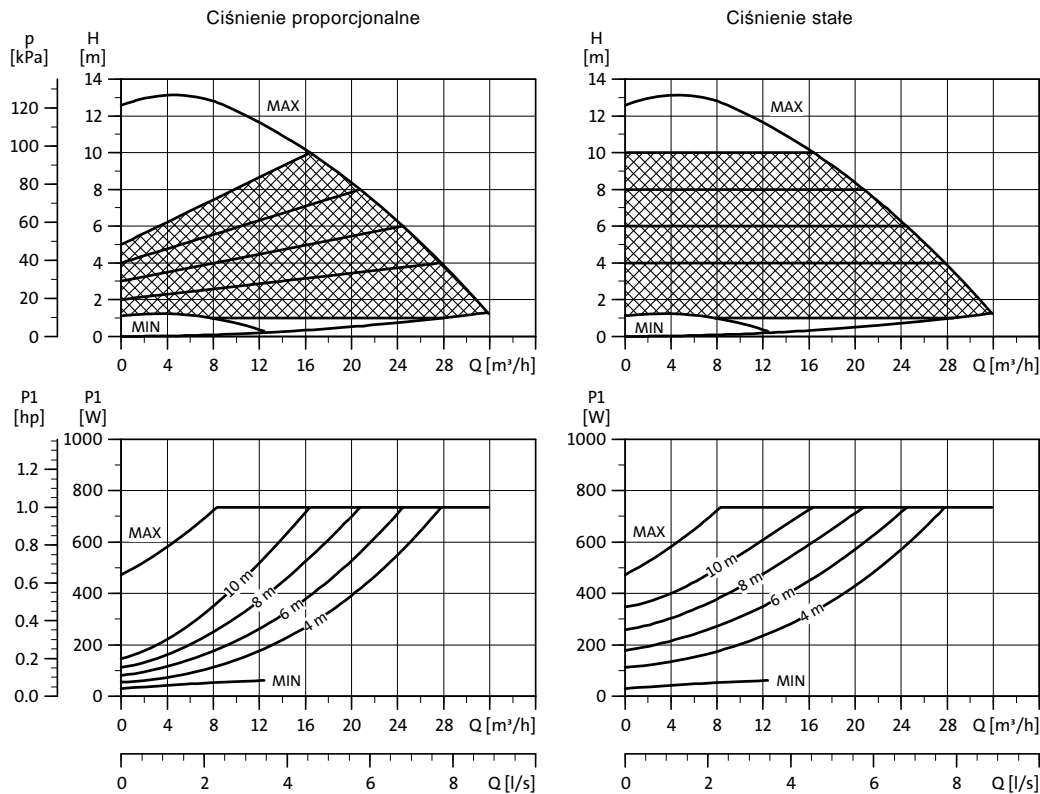 Ciśnienie proporcjonalne
Ciśnienie stałe
p
[kPa]
H
[m]
120
100
80
60
40
20
0
14
12
10
8
6
4
2
0
MAX
MIN
0 4 8 12 16 20 24 28 Q [m³/h]
H
[m]
14
12
10
8
6
4
2
0
MAX
MIN
0 4 8 12 16 20 24 28 Q [m³/h]
P1
[hp]
P1
[W]
1.2
1.0
0.8
0.6
0.4
0.2
0.0
1000
800
600
400
200
0
MAX
10 m
8 m
6 m
4 m
MIN
0 4 8 12 16 20 24 28 Q [m³/h]
0 2 4 6 8 Q [l/s]
P1
[W]
1000
800
600
400
200
0
MAX
10 m
8 m
6 m
4 m
MIN
0 4 8 12 16 20 24 28 Q [m³/h]
0 2 4 6 8 Q [l/s]